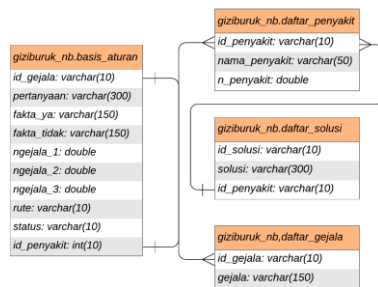 giziburuk_nb.basis_aturan
id_gejala: varchar(10)
pertanyaan: varchar(300)
fakta_ya: varchar(150)
fakta_tidak: varchar(150)
ngejala_1: double
ngejala_2: double
ngejala_3: double
rute: varchar(10)
status: varchar(10)
id_penyakit: int(10)
giziburuk_nb.daftar_penyakit
id_penyakit: varchar(10)
nama_penyakit: varchar(50)
n_penyakit: double
giziburuk_nb.daftar_solusi
id_solusi: varchar(10)
solusi: varchar(300)
id_penyakit: varchar(10)
giziburuk_nb,daftar_gejala
id_gejala: varchar(10)
gejala: varchar(150)